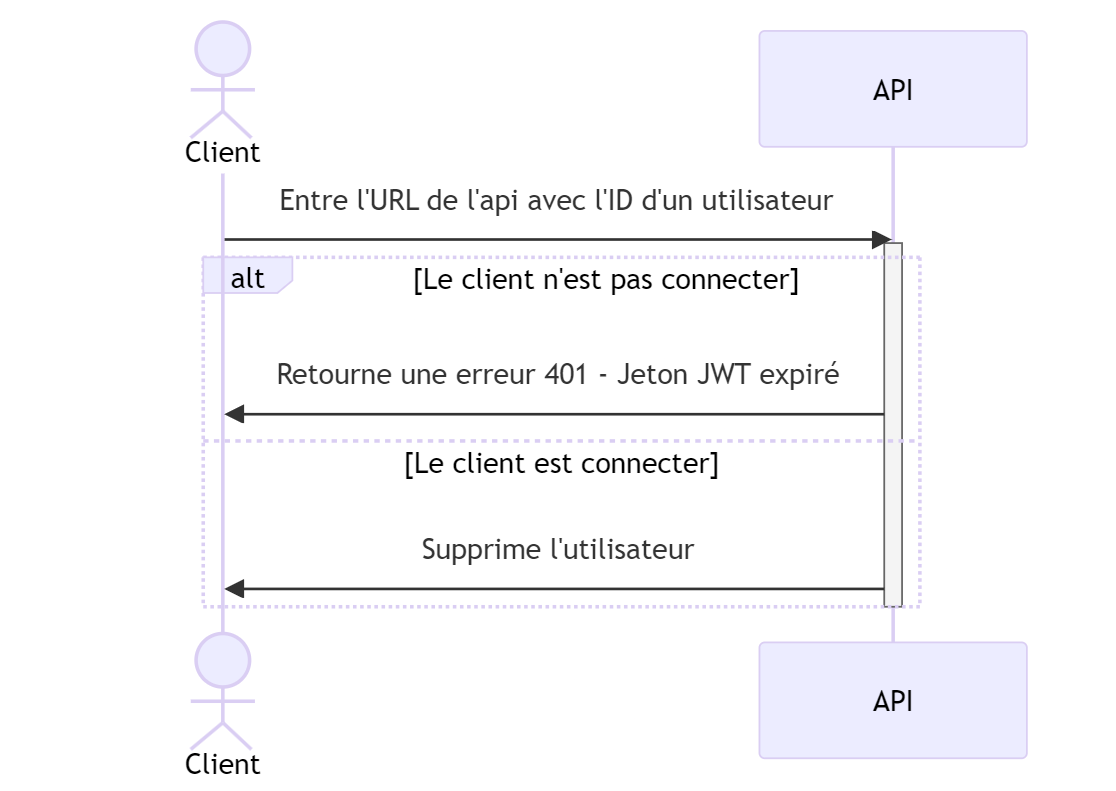 Client
API
Entre l'URL de l'api avec l'ID d'un utilisateur
alt
[Le client n'est pas connecter]
Retourne une erreur 401 - Jeton JWT expiré
[Le client est connecter]
Supprime l'utilisateur
Client
API